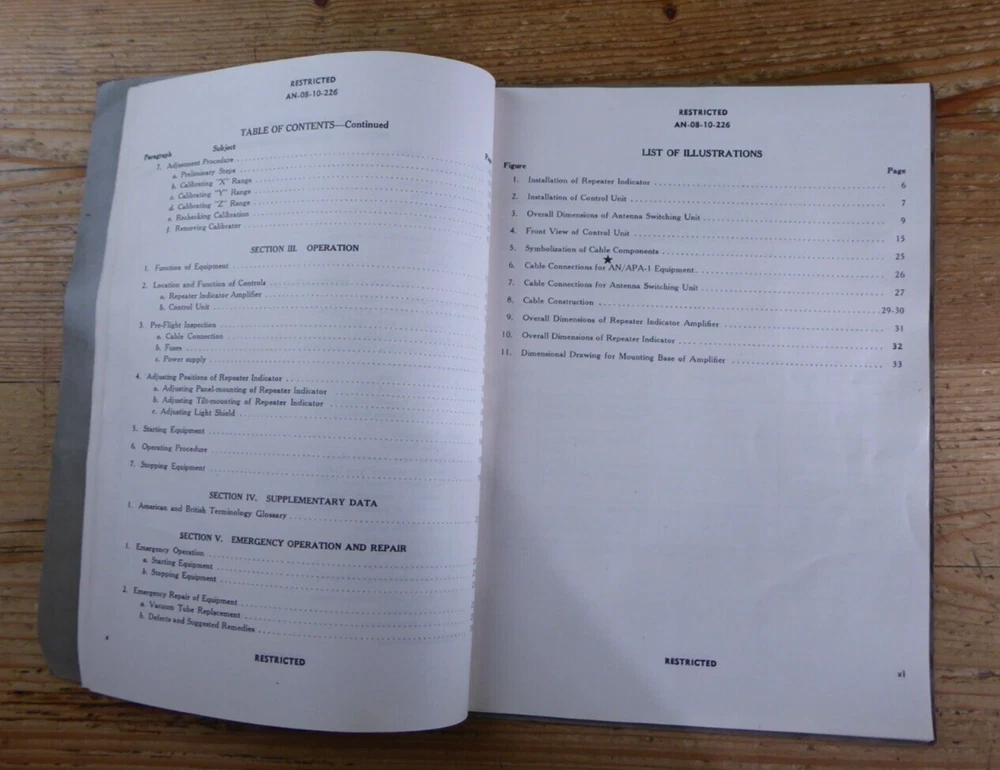 RESTRICTED
AN-08-10-226
TABLE OF CONTENTS—Continued
Paragraph Subject
7. Adjustment Procedure
a. Preliminary Steps
b. Calibrating "X" Range
c. Calibrating "Y" Range
d. Calibrating "Z" Range
e. Rechecking Calibration
f. Removing Calibrator
SECTION III. OPERATION
1. Function of Equipment
2. Location and Function of Controls
a. Repeater Indicator Amplifier
b. Control Unit
3. Pre-Flight Inspection
a. Cable Connection
b. Fuses
c. Power supply
4. Adjusting Positions of Repeater Indicator
a. Adjusting Panel-mounting of Repeater Indicator
b. Adjusting Tilt-mounting of Repeater Indicator
c. Adjusting Light Shield
5. Starting Equipment
6. Operating Procedure
7. Stopping Equipment
SECTION IV. SUPPLEMENTARY DATA
1. American and British Terminology Glossary
SECTION V. EMERGENCY OPERATION AND REPAIR
1. Emergency Operation
a. Starting Equipment
b. Stopping Equipment
2. Emergency Repair of Equipment
a. Vacuum Tube Replacement
b. Defects and Suggested Remedies
x
RESTRICTED
RESTRICTED
AN-08-10-226
LIST OF ILLUSTRATIONS
Figure Page
1. Installation of Repeater Indicator 6
2. Installation of Control Unit 7
3. Overall Dimensions of Antenna Switching Unit 9
4. Front View of Control Unit 15
5. Symbolization of Cable Components 25
6. Cable Connections for AN/APA-1 Equipment 26
7. Cable Connections for Antenna Switching Unit 27
8. Cable Construction 29-30
9. Overall Dimensions of Repeater Indicator Amplifier 31
10. Overall Dimensions of Repeater Indicator 32
11. Dimensional Drawing for Mounting Base of Amplifier 33
RESTRICTED
xi